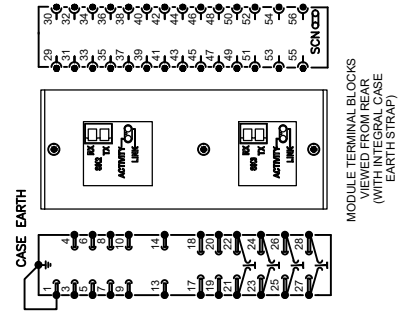 30 32 34 36 38 40 42 44 46 48 50 52 54 56
29 31 33 35 37 39 41 43 45 47 49 51 53 55
SCN
RX
SK2
TX
ACTIVITY
LINK
RX
SK3
TX
ACTIVITY
LINK
CASE EARTH
4 6 8 10 14 18 20 22 24 26 28
1 3 5 7 9 13 17 19 21 23 25 27
MODULE TERMINAL BLOCKS
VIEWED FROM REAR
(WITH INTEGRAL CASE
EARTH STRAP)